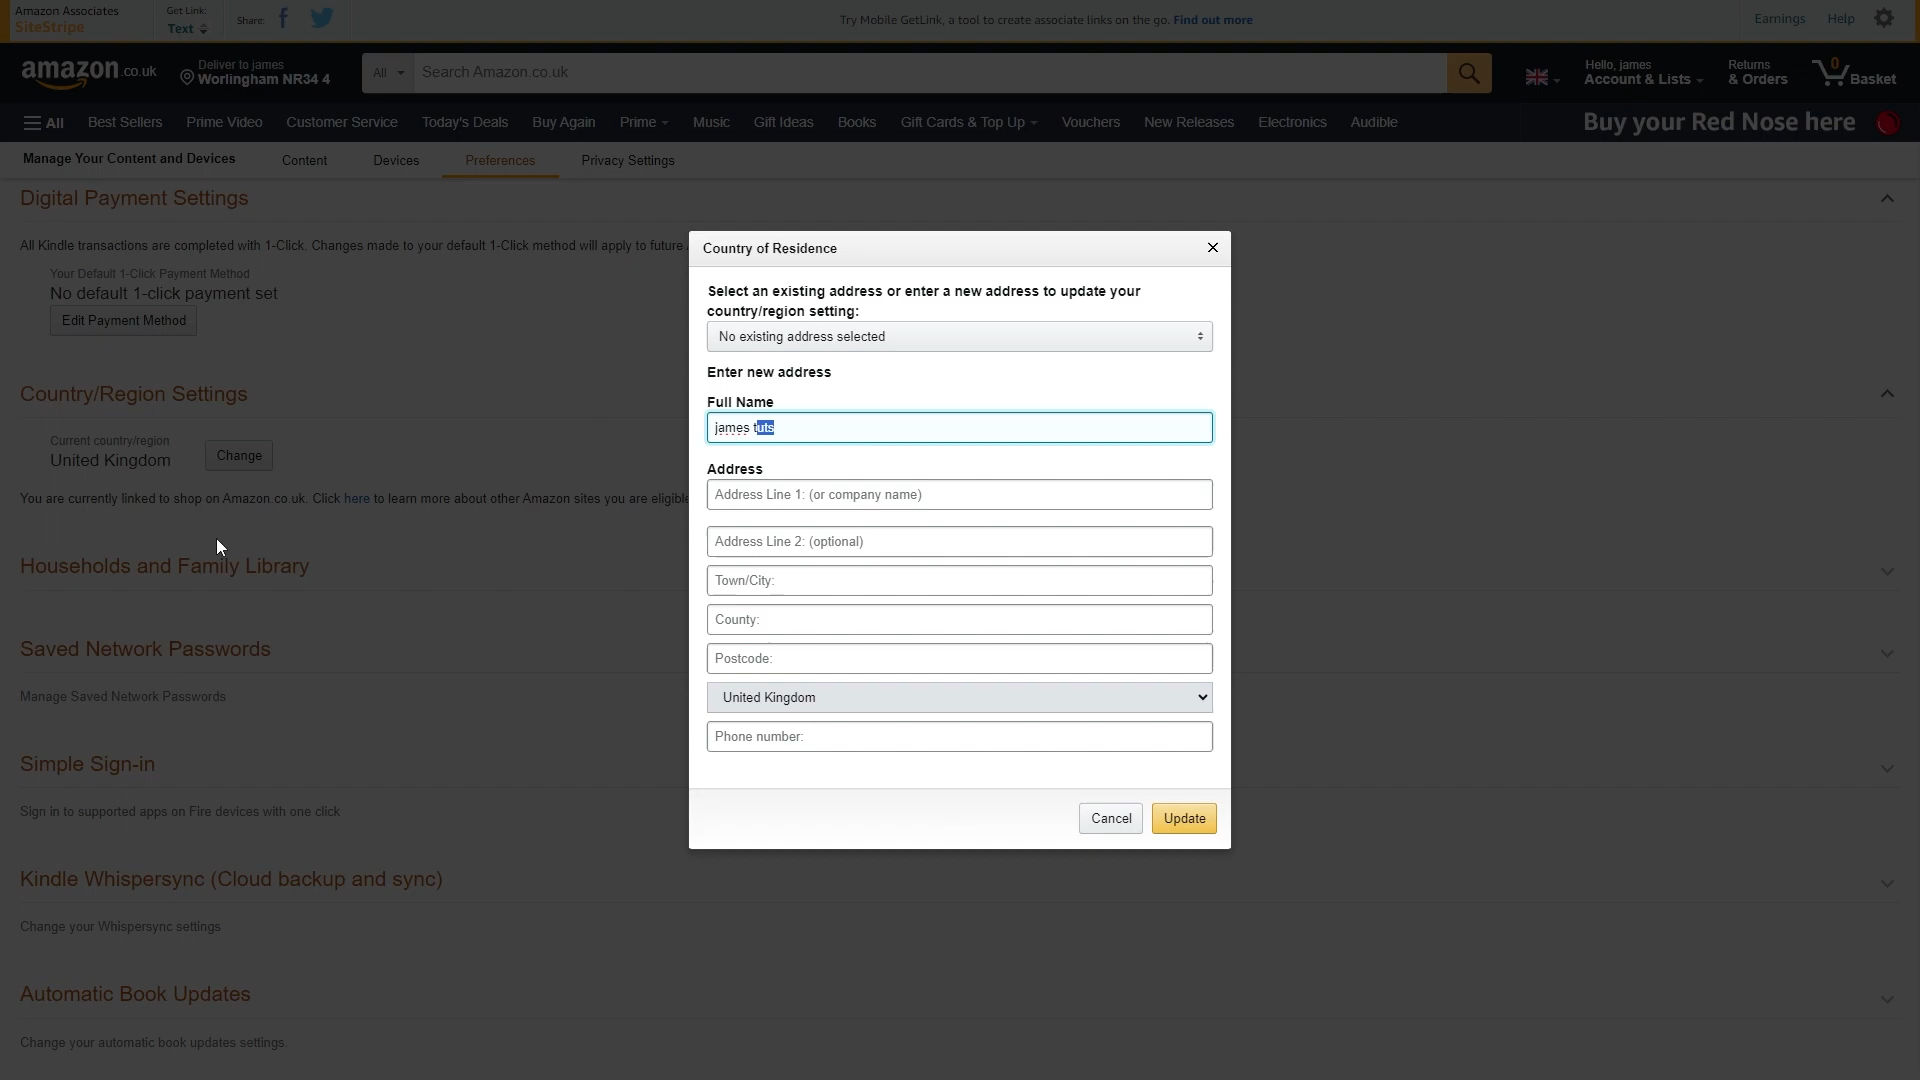 Amazon Associates
SiteStripe
Get Link:
Text
Share:
Try Mobile GetLink, a tool to create associate links on the go. Find out more
Earnings
Help
amazon.co.uk
Deliver to james
Worlingham NR34 4
All
Search Amazon.co.uk
Hello, james
Account & Lists
Returns
& Orders
0
Basket
All
Best Sellers
Prime Video
Customer Service
Today's Deals
Buy Again
Prime
Music
Gift Ideas
Books
Gift Cards & Top Up
Vouchers
New Releases
Electronics
Audible
Buy your Red Nose here
Manage Your Content and Devices
Content
Devices
Preferences
Privacy Settings
Digital Payment Settings
All Kindle transactions are completed with 1-Click. Changes made to your default 1-Click method will apply to future
Your Default 1-Click Payment Method
No default 1-click payment set
Edit Payment Method
Country/Region Settings
Current country/region
United Kingdom
Change
You are currently linked to shop on Amazon.co.uk. Click here to learn more about other Amazon sites you are
Households and Family Library
Saved Network Passwords
Manage Saved Network Passwords
Simple Sign-in
Sign in to supported apps on Fire devices with one click
Kindle Whispersync (Cloud backup and sync)
Change your Whispersync settings
Automatic Book Updates
Change your automatic book updates settings.
Country of Residence
Select an existing address or enter a new address to update your
country/region setting:
No existing address selected
Enter new address
Full Name
james tuts
Address
Address Line 1: (or company name)
Address Line 2: (optional)
Town/City:
County:
Postcode:
United Kingdom
Phone number:
Cancel
Update